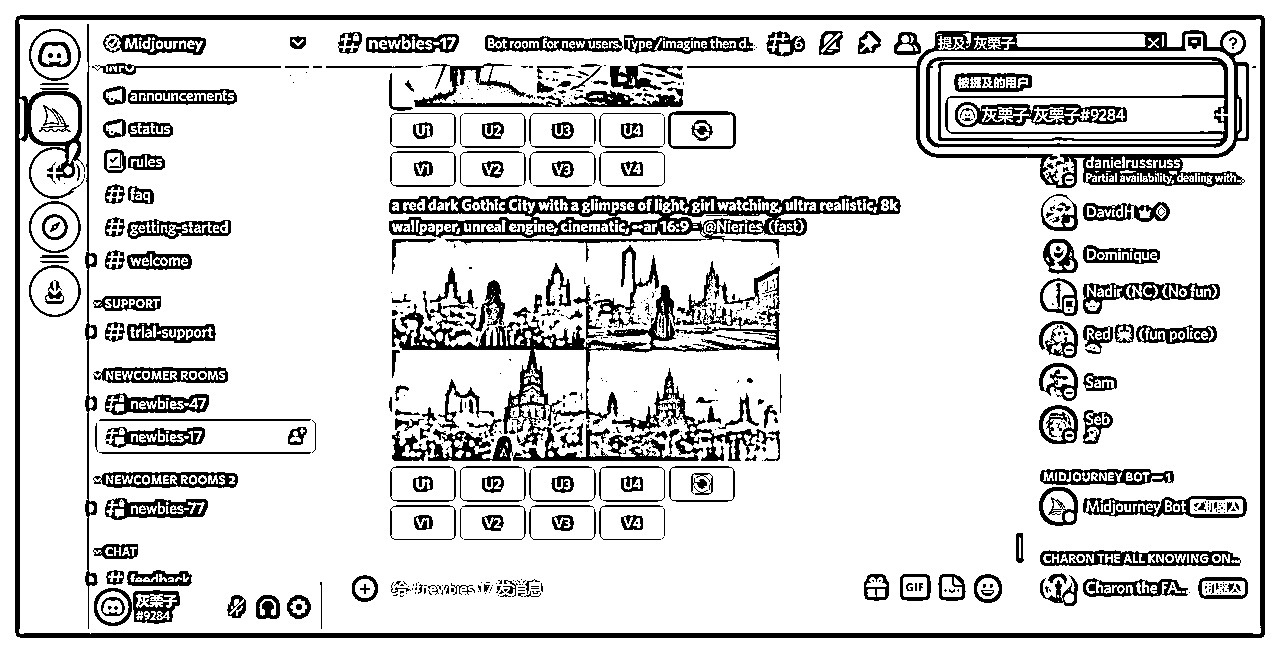 Midjourney
newbies-17
Bot room for new users. Type /imagine then d...
6
提及: 灰栗子
被提及的用户
灰栗子 灰栗子#9284
INFO
announcements
status
rules
faq
getting-started
welcome
SUPPORT
trial-support
NEWCOMER ROOMS
newbies-47
newbies-17
NEWCOMER ROOMS 2
newbies-77
CHAT
feedback
灰栗子
#9284
U1 U2 U3 U4
V1 V2 V3 V4
a red dark Gothic City with a glimpse of light, girl watching, ultra realistic, 8k
wallpaper, unreal engine, cinematic, --ar 16:9 - @Nieries (fast)
U1 U2 U3 U4
V1 V2 V3 V4
给 #newbies-17 发消息
GIF
danielrussruss
Partial availability, dealing with...
DavidH
Dominique
Nadir (NC) (No fun)
Red (fun police)
Sam
Seb
MIDJOURNEY BOT — 1
Midjourney Bot 机器人
CHARON THE ALL KNOWING ON...
Charon the FA... 机器人